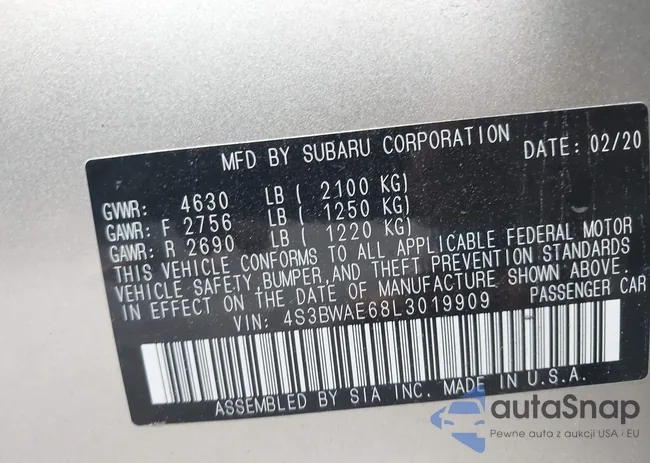 MFD BY SUBARU CORPORATION DATE: 02/20
GVWR: 4630 LB ( 2100 KG)
GAWR: F 2756 LB ( 1250 KG)
GAWR: R 2690 LB ( 1220 KG)
THIS VEHICLE CONFORMS TO ALL APPLICABLE FEDERAL MOTOR
VEHICLE SAFETY,BUMPER,AND THEFT PREVENTION STANDARDS
IN EFFECT ON THE DATE OF MANUFACTURE SHOWN ABOVE.
VIN: 4S3BWAE68L3019909 PASSENGER CAR
ASSEMBLED BY SIA INC. MADE IN U.S.A.
autaSnap
Pewne auta z aukcji USA i EU